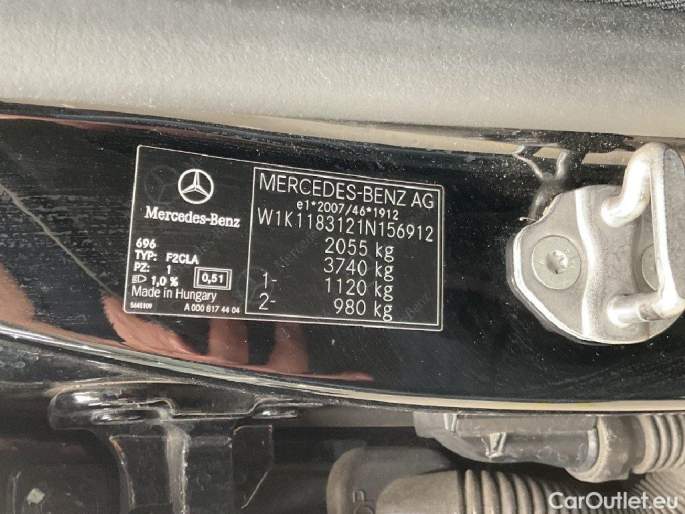 Mercedes-Benz
696
TYP: F2CLA
PZ: 1
1,0 % 0,51
Made in Hungary
A 000 817 44 04
MERCEDES-BENZ AG
e1*2007/46*1912
W1K1183121N156912
2055 kg
3740 kg
1- 1120 kg
2- 980 kg
CarOutlet.eu